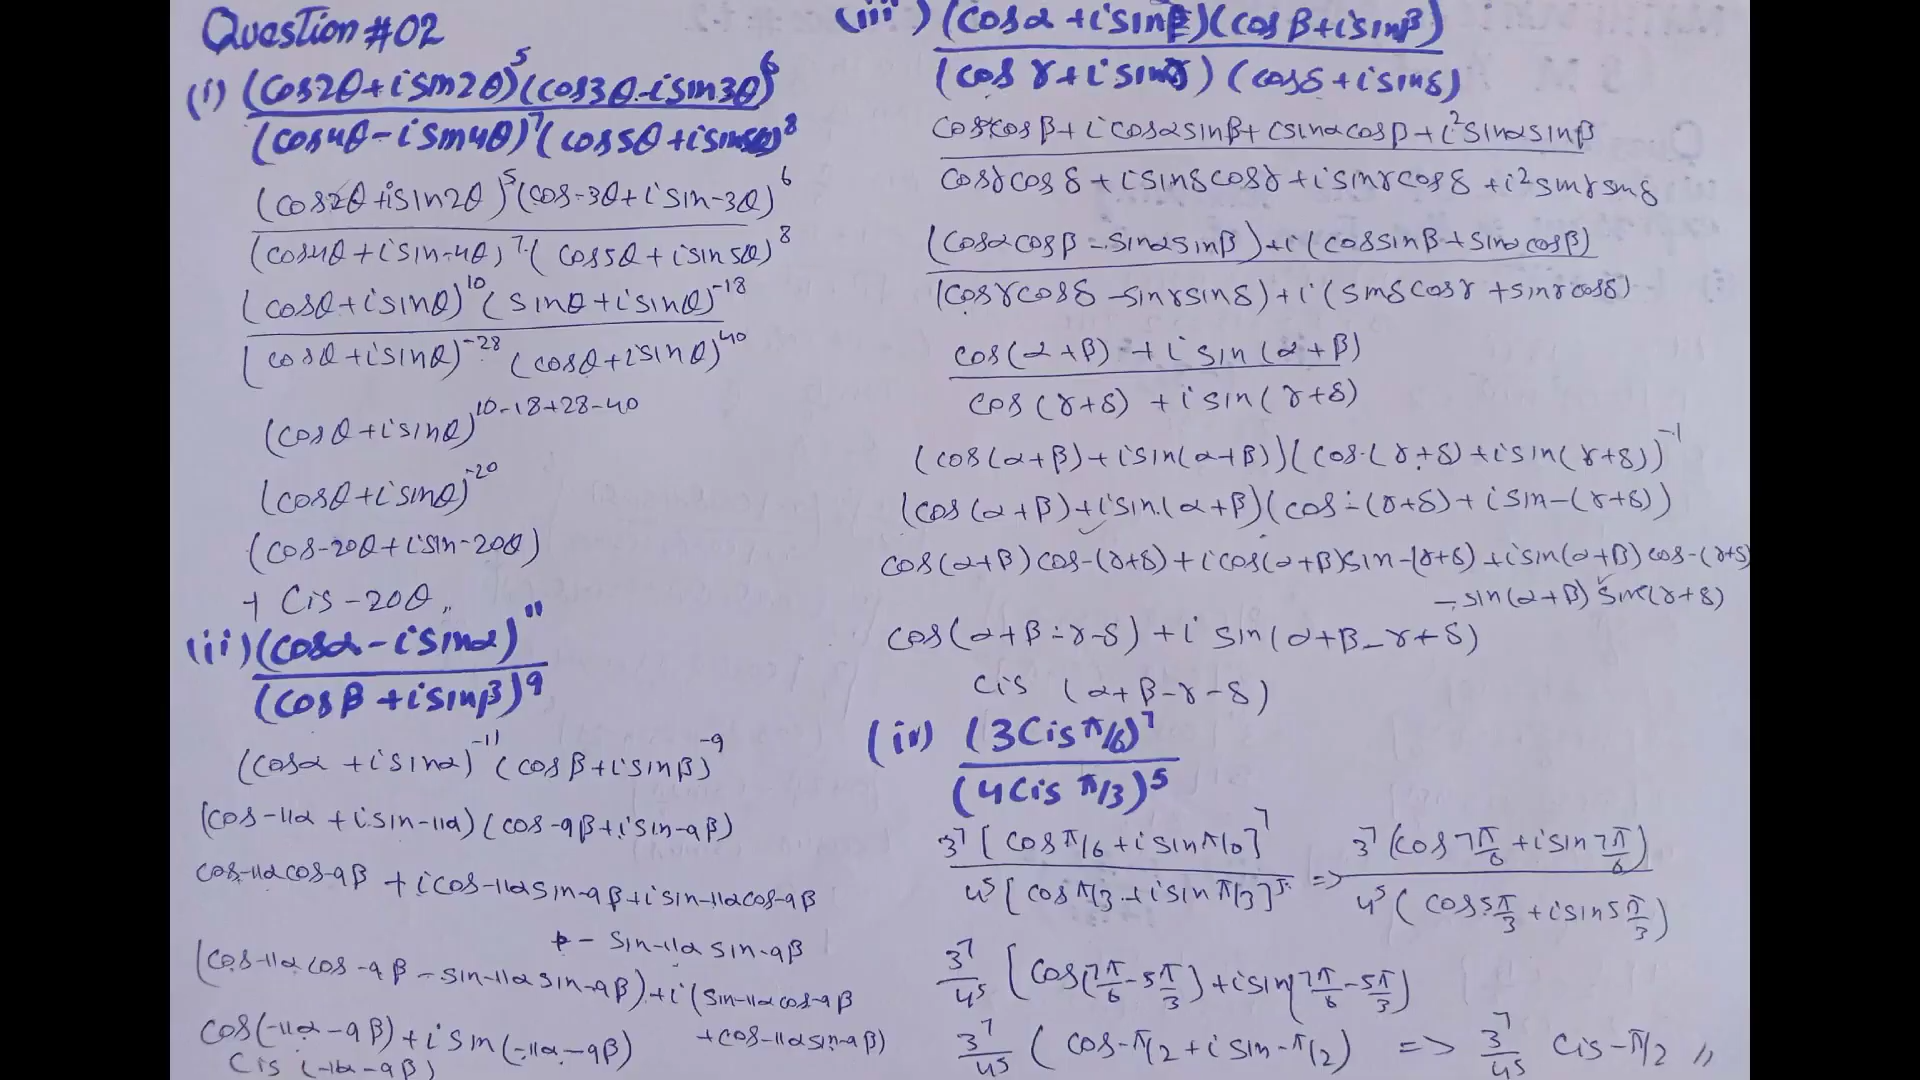 Question #02
(i) (cos2θ+isin2θ)^5 (cos3θ-isin3θ)^6
(cos4θ-isin4θ)^7 (cos5θ+isin5θ)^8
(cos2θ+isin2θ)^5 (cos-3θ+isin-3θ)^6
(cos4θ+isin-4θ)^7·(cos5θ+isin5θ)^8
(cosθ+isinθ)^10 (sinθ+isinθ)^-18
(cosθ+isinθ)^-28 (cosθ+isinθ)^40
(cosθ+isinθ)^10-18+28-40
(cosθ+isinθ)^-20
(cos-20θ+isin-20θ)
+ Cis-20θ,,
(ii) (cosα-isinα)^11
(cosβ+isinβ)^9
(cosα+isinα)^-11 (cosβ+isinβ)^-9
(cos-11α+isin-11α)(cos-9β+isin-9β)
cos-11αcos-9β+icos-11αsin-9β+isin-11αcos-9β
- sin-11α sin-9β
(cos-11αcos-9β-sin-11αsin-9β)+i(sin-11αcos-9β
+cos-11αsin-9β)
cos(-11α-9β)+isin(-11α-9β)
Cis(-11α-9β)
(iii) (cosα+isinβ)(cosβ+isinβ)
(cosγ+isinγ)(cosδ+isinδ)
cosαcosβ+icosαsinβ+isinαcosβ+i^2sinαsinβ
cosγcosδ+isinδcosγ+isinγcosδ+i^2sinγsinδ
(cosαcosβ-sinαsinβ)+i(cossinβ+sinαcosβ)
(cosγcosδ-sinγsinδ)+i(sinδcosγ+sinγcosδ)
cos(α+β)+isin(α+β)
cos(γ+δ)+isin(γ+δ)
(cos(α+β)+isin(α+β))(cos(γ+δ)+isin(γ+δ))^-1
(cos(α+β)+isin(α+β)(cos-(γ+δ)+isin-(γ+δ))
cos(α+β)cos-(γ+δ)+icos(α+β)sin-(γ+δ)+isin(α+β)cos-(γ+δ)
-sin(α+β)sin(γ+δ)
cos(α+β-γ-δ)+isin(α+β-γ+δ)
cis (α+β-γ-δ)
(iv) (3Cisπ/6)^7
(4Cis π/3)^5
3^7[cosπ/6+isinπ/6]^7 3^7(cos7π/6+isin7π/6)
4^5[cosπ/3+isinπ/3]^5 => 4^5(cos5π/3+isin5π/3)
3^7/4^5 [cos(7π/6-5π/3)+isin(7π/6-5π/3)
3^7/4^5 (cos-π/2+isin-π/2) => 3^7/4^5 Cis-π/2 ,,